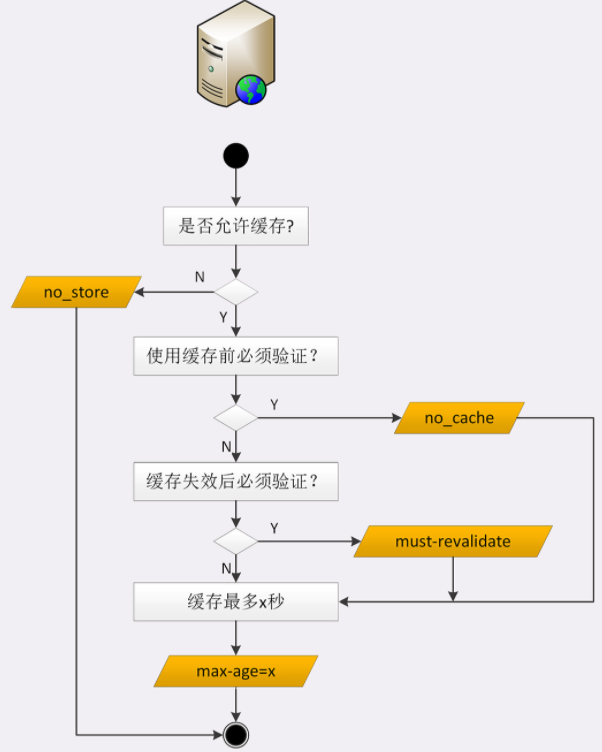 是否允许缓存?
N
no_store
Y
使用缓存前必须验证?
Y
no_cache
N
缓存失效后必须验证?
Y
must-revalidate
N
缓存最多x秒
max-age=x